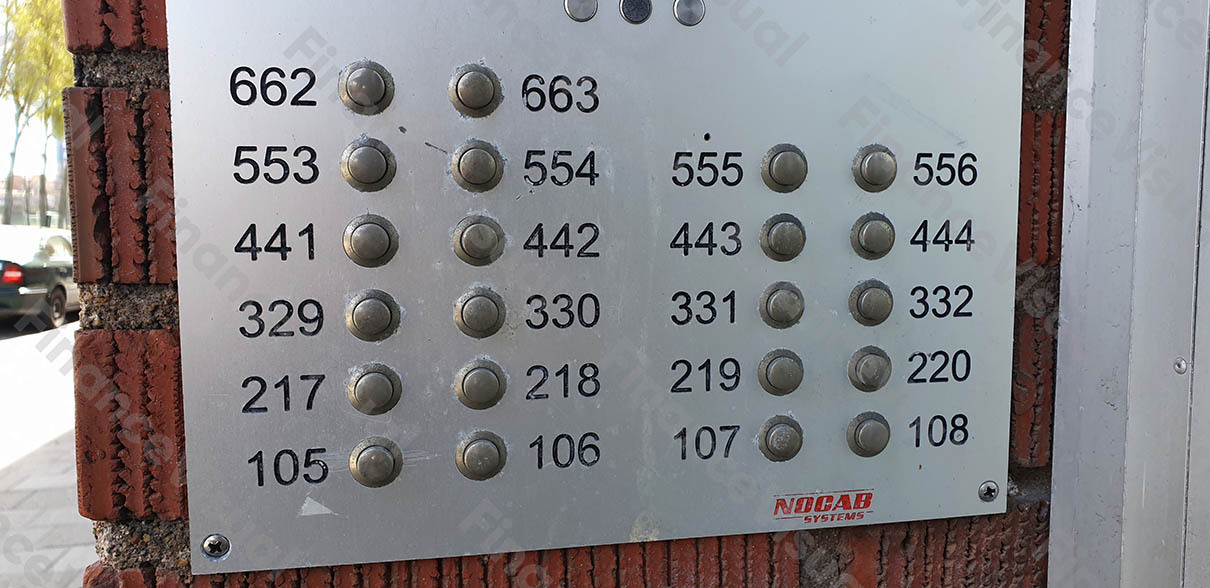 662 663
553 554 555 556
441 442 443 444
329 330 331 332
217 218 219 220
105 106 107 108
NOCAB
SYSTEMS
FinanceVisual